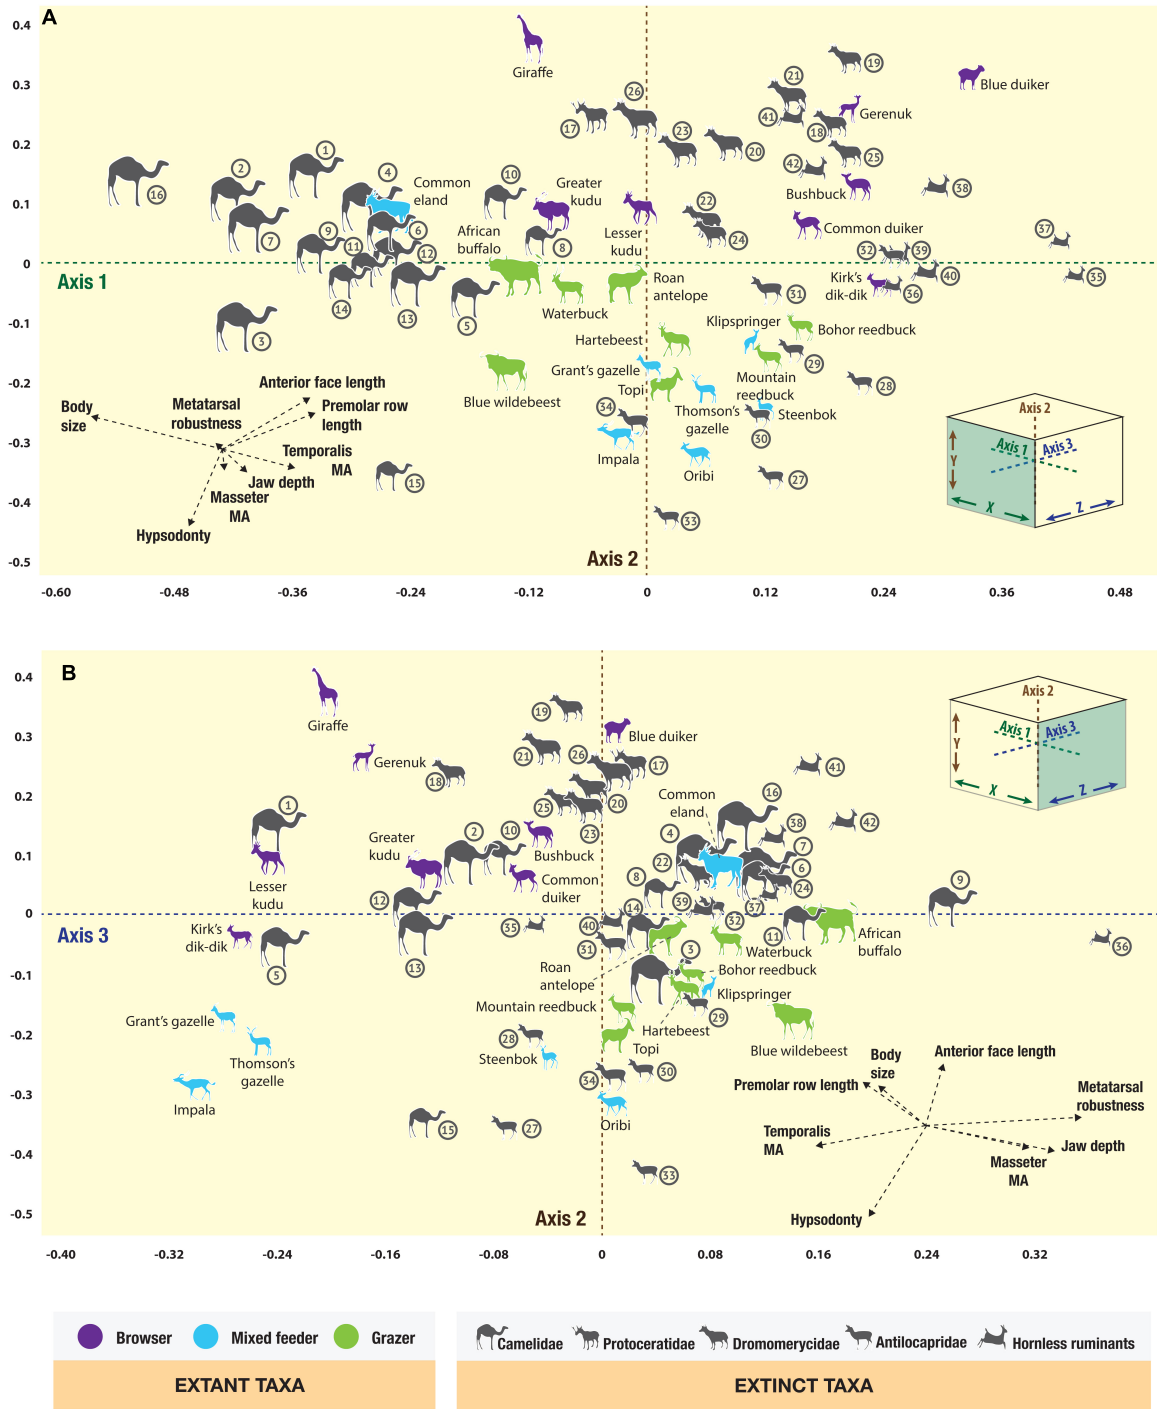 A
0.4
0.3
0.2
0.1
0
-0.1
-0.2
-0.3
-0.4
-0.5
Giraffe
26
17
21
19
41
18
Blue duiker
Gerenuk
23
20
25
42
Bushbuck
38
1
2
16
4
Common
eland
10
Greater
kudu
7
9
11
6
12
African
buffalo
8
Lesser
kudu
22
24
Common duiker
37
32
39
40
35
Axis 1
14
13
5
Waterbuck
Roan
antelope
31
Kirk's
dik-dik
36
3
Hartebeest
Klipspringer
Bohor reedbuck
29
Grant's gazelle
Topi
Mountain
reedbuck
28
Blue wildebeest
Thomson's
gazelle
Steenbok
30
34
Impala
Oribi
27
15
33
Anterior face length
Body
size
Metatarsal
robustness
Premolar row
length
Temporalis
MA
Jaw depth
Masseter
MA
Hypsodonty
Axis 2
Axis 2
Axis 1
Axis 3
Y
X
Z
-0.60
-0.48
-0.36
-0.24
-0.12
0
0.12
0.24
0.36
0.48
B
0.4
0.3
0.2
0.1
0
-0.1
-0.2
-0.3
-0.4
-0.5
Giraffe
19
Blue duiker
Gerenuk
18
21
26
17
41
25
20
23
Common
eland
16
42
1
Lesser
kudu
Greater
kudu
2
10
Bushbuck
Common
duiker
4
38
7
22
6
8
24
9
12
14
39
37
32
11
African
buffalo
Axis 3
Kirk's
dik-dik
5
13
35
40
31
Roan
antelope
3
Waterbuck
Bohor reedbuck
36
Grant's gazelle
Thomson's
gazelle
Impala
Mountain reedbuck
Klipspringer
29
Hartebeest
Topi
Blue wildebeest
28
Steenbok
34
30
Oribi
15
27
33
Axis 2
Body
size
Anterior face length
Premolar row length
Metatarsal
robustness
Temporalis
MA
Jaw depth
Masseter
MA
Hypsodonty
Axis 2
Axis 1
Axis 3
Y
X
Z
-0.40
-0.32
-0.24
-0.16
-0.08
0
0.08
0.16
0.24
0.32
Browser
Mixed feeder
Grazer
EXTANT TAXA
Camelidae
Protoceratidae
Dromomerycidae
Antilocapridae
Hornless ruminants
EXTINCT TAXA